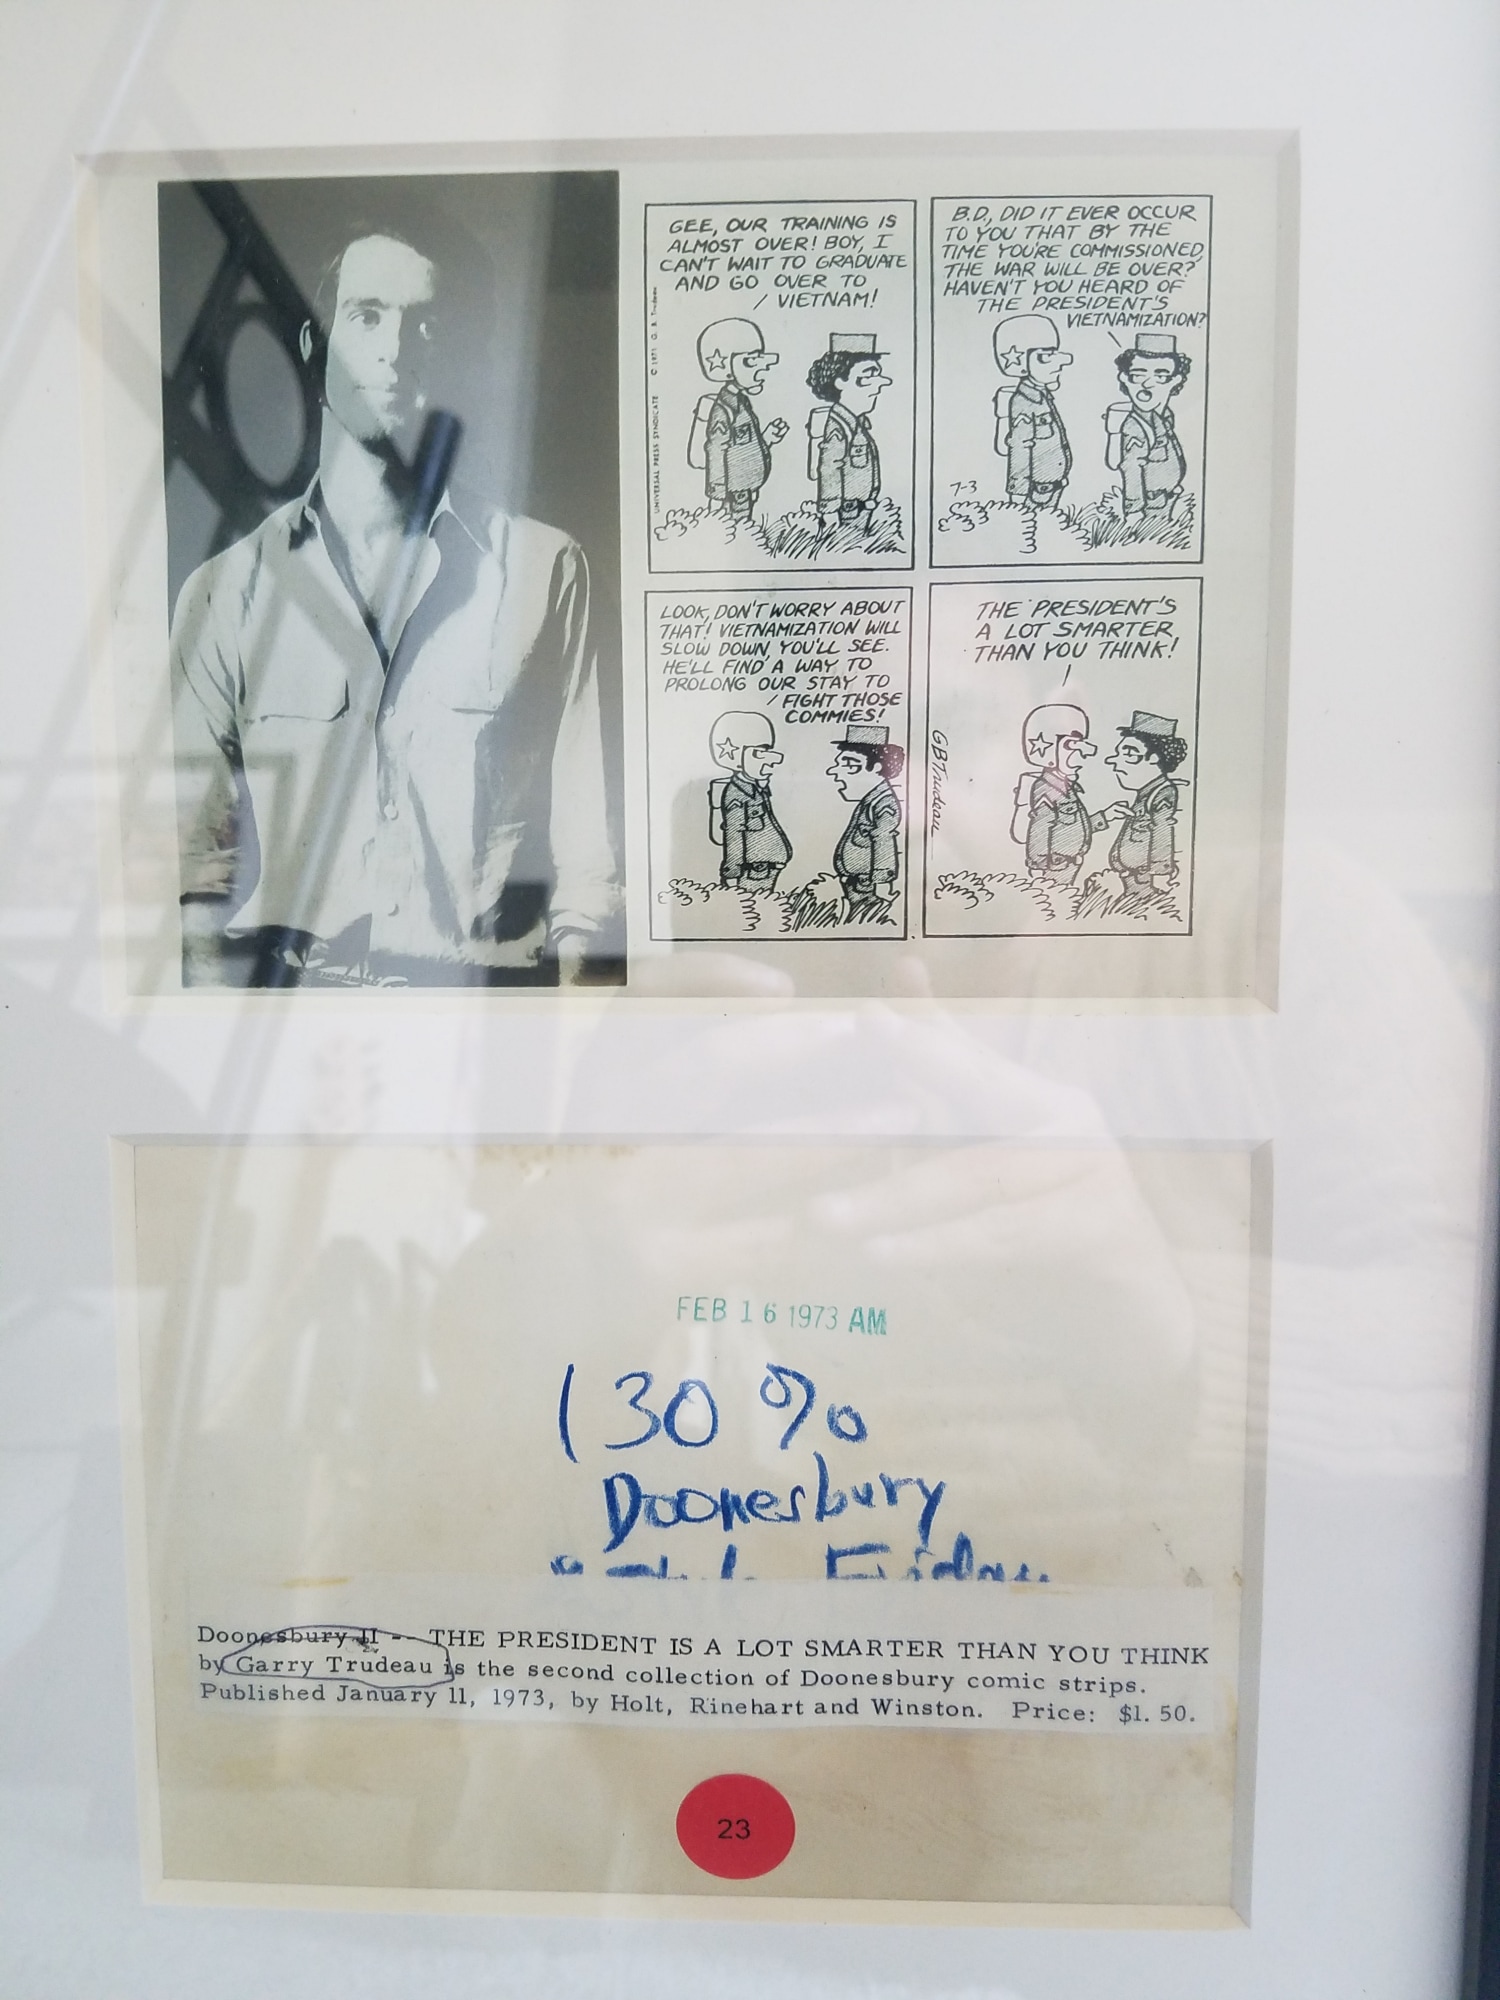 GEE, OUR TRAINING IS
ALMOST OVER! BOY, I
CAN'T WAIT TO GRADUATE
AND GO OVER TO
VIETNAM!
UNIVERSAL PRESS SYNDICATE © 1971 G. B. Trudeau
B.D., DID IT EVER OCCUR
TO YOU THAT BY THE
TIME YOU'RE COMMISSIONED,
THE WAR WILL BE OVER?
HAVEN'T YOU HEARD OF
THE PRESIDENT'S
VIETNAMIZATION?
7-3
LOOK, DON'T WORRY ABOUT
THAT! VIETNAMIZATION WILL
SLOW DOWN, YOU'LL SEE.
HE'LL FIND A WAY TO
PROLONG OUR STAY TO
FIGHT THOSE
COMMIES!
THE PRESIDENT'S
A LOT SMARTER
THAN YOU THINK!
GBTrudeau
FEB 16 1973 AM
130%
Doonesbury
Friday
Doonesbury II -- THE PRESIDENT IS A LOT SMARTER THAN YOU THINK
by Garry Trudeau is the second collection of Doonesbury comic strips.
Published January 11, 1973, by Holt, Rinehart and Winston. Price: $1.50.
23